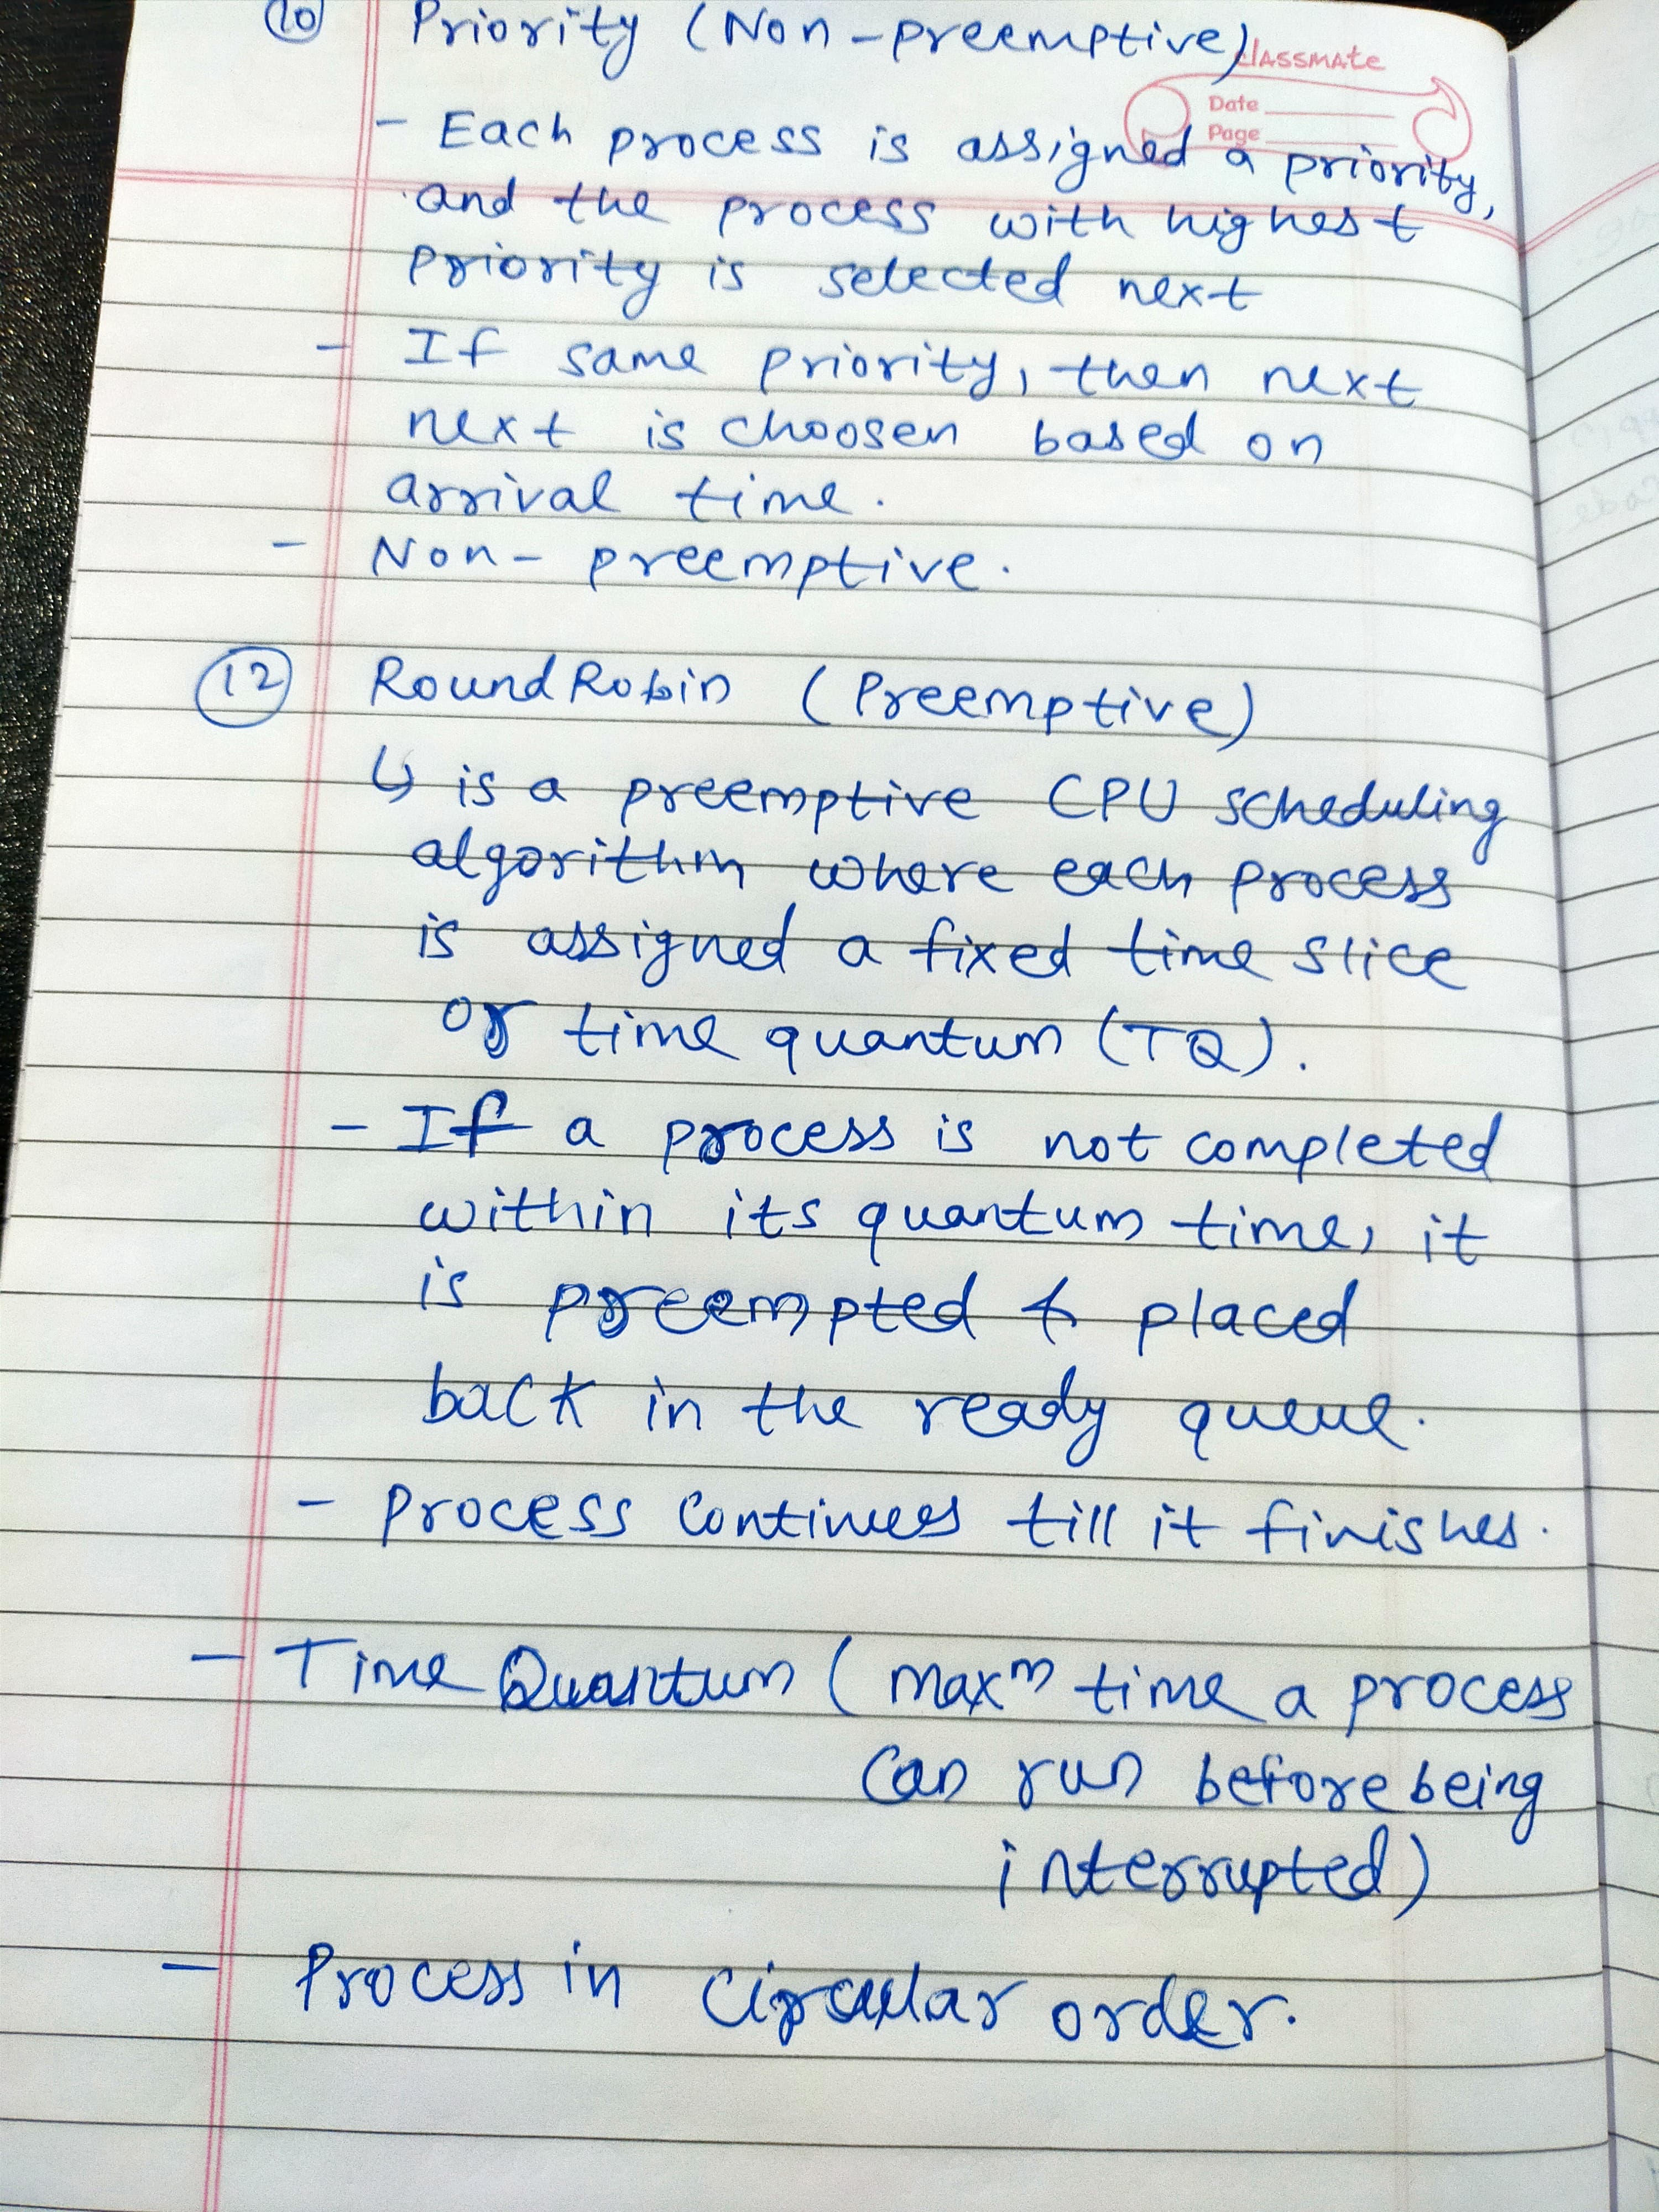 10 Priority (Non-preemptive)
classmate
Date
Page
- Each process is assigned a priority,
and the process with highest
priority is selected next
- If same priority, then next
next is choosen based on
arrival time.
- Non-preemptive.
12 Round Robin (Preemptive)
↳ is a preemptive CPU scheduling
algorithm where each process
is assigned a fixed time slice
or time quantum (TQ).
- If a process is not completed
within its quantum time, it
is preempted & placed
back in the ready queue.
- Process continues till it finishes.
- Time Quantum (maxᵐ time a process
can run before being
interrupted)
- Process in circular order.